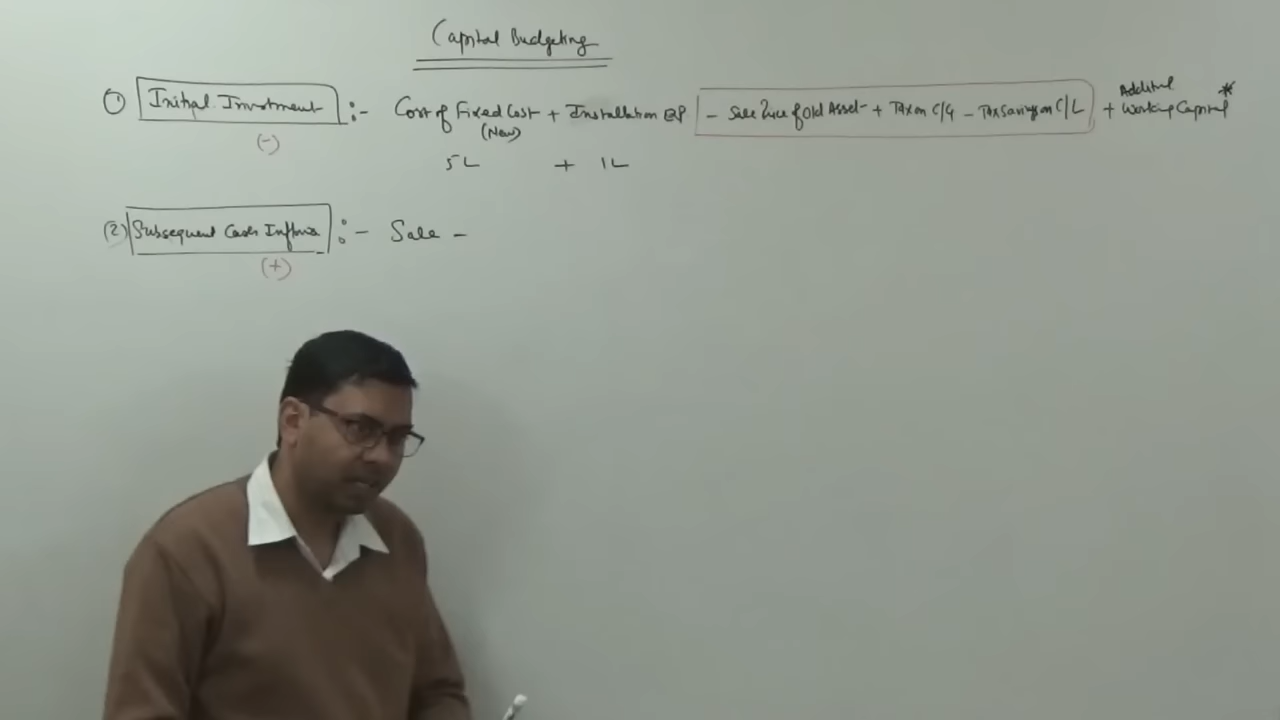 Capital Budgeting
① Initial Investment :- Cost of Fixed Cost + Installation Exp - Sale Price of Old Asset + Tax on C/G - Tax Saving on C/L + Additional Working Capital *
(-) (New)
5L + 1L
(2) Subsequent Cash Inflows :- Sale -
(+)